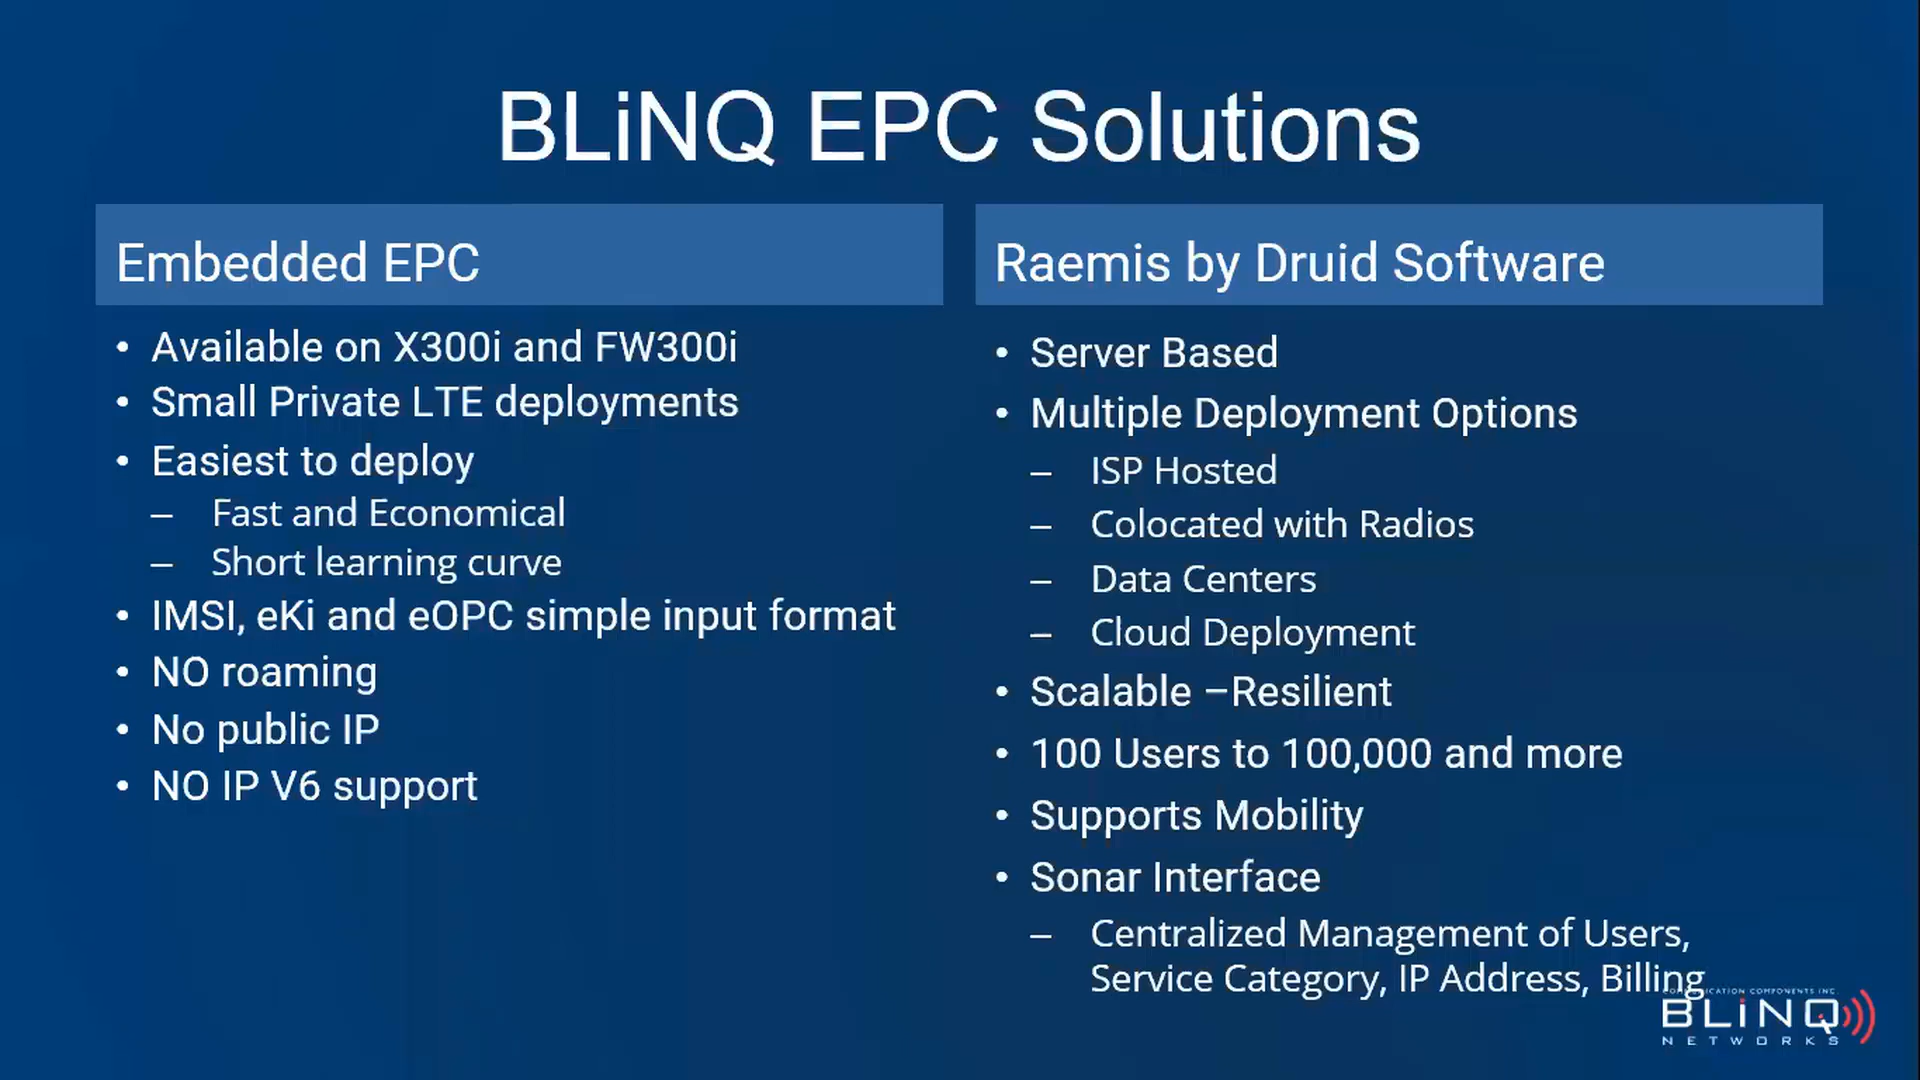 BLiNQ EPC Solutions
Embedded EPC
• Available on X300i and FW300i
• Small Private LTE deployments
• Easiest to deploy
– Fast and Economical
– Short learning curve
• IMSI, eKi and eOPC simple input format
• NO roaming
• No public IP
• NO IP V6 support
Raemis by Druid Software
• Server Based
• Multiple Deployment Options
– ISP Hosted
– Colocated with Radios
– Data Centers
– Cloud Deployment
• Scalable –Resilient
• 100 Users to 100,000 and more
• Supports Mobility
• Sonar Interface
– Centralized Management of Users,
Service Category, IP Address, Billing
COMPONENTS INC.
BLiNQ
NETWORKS